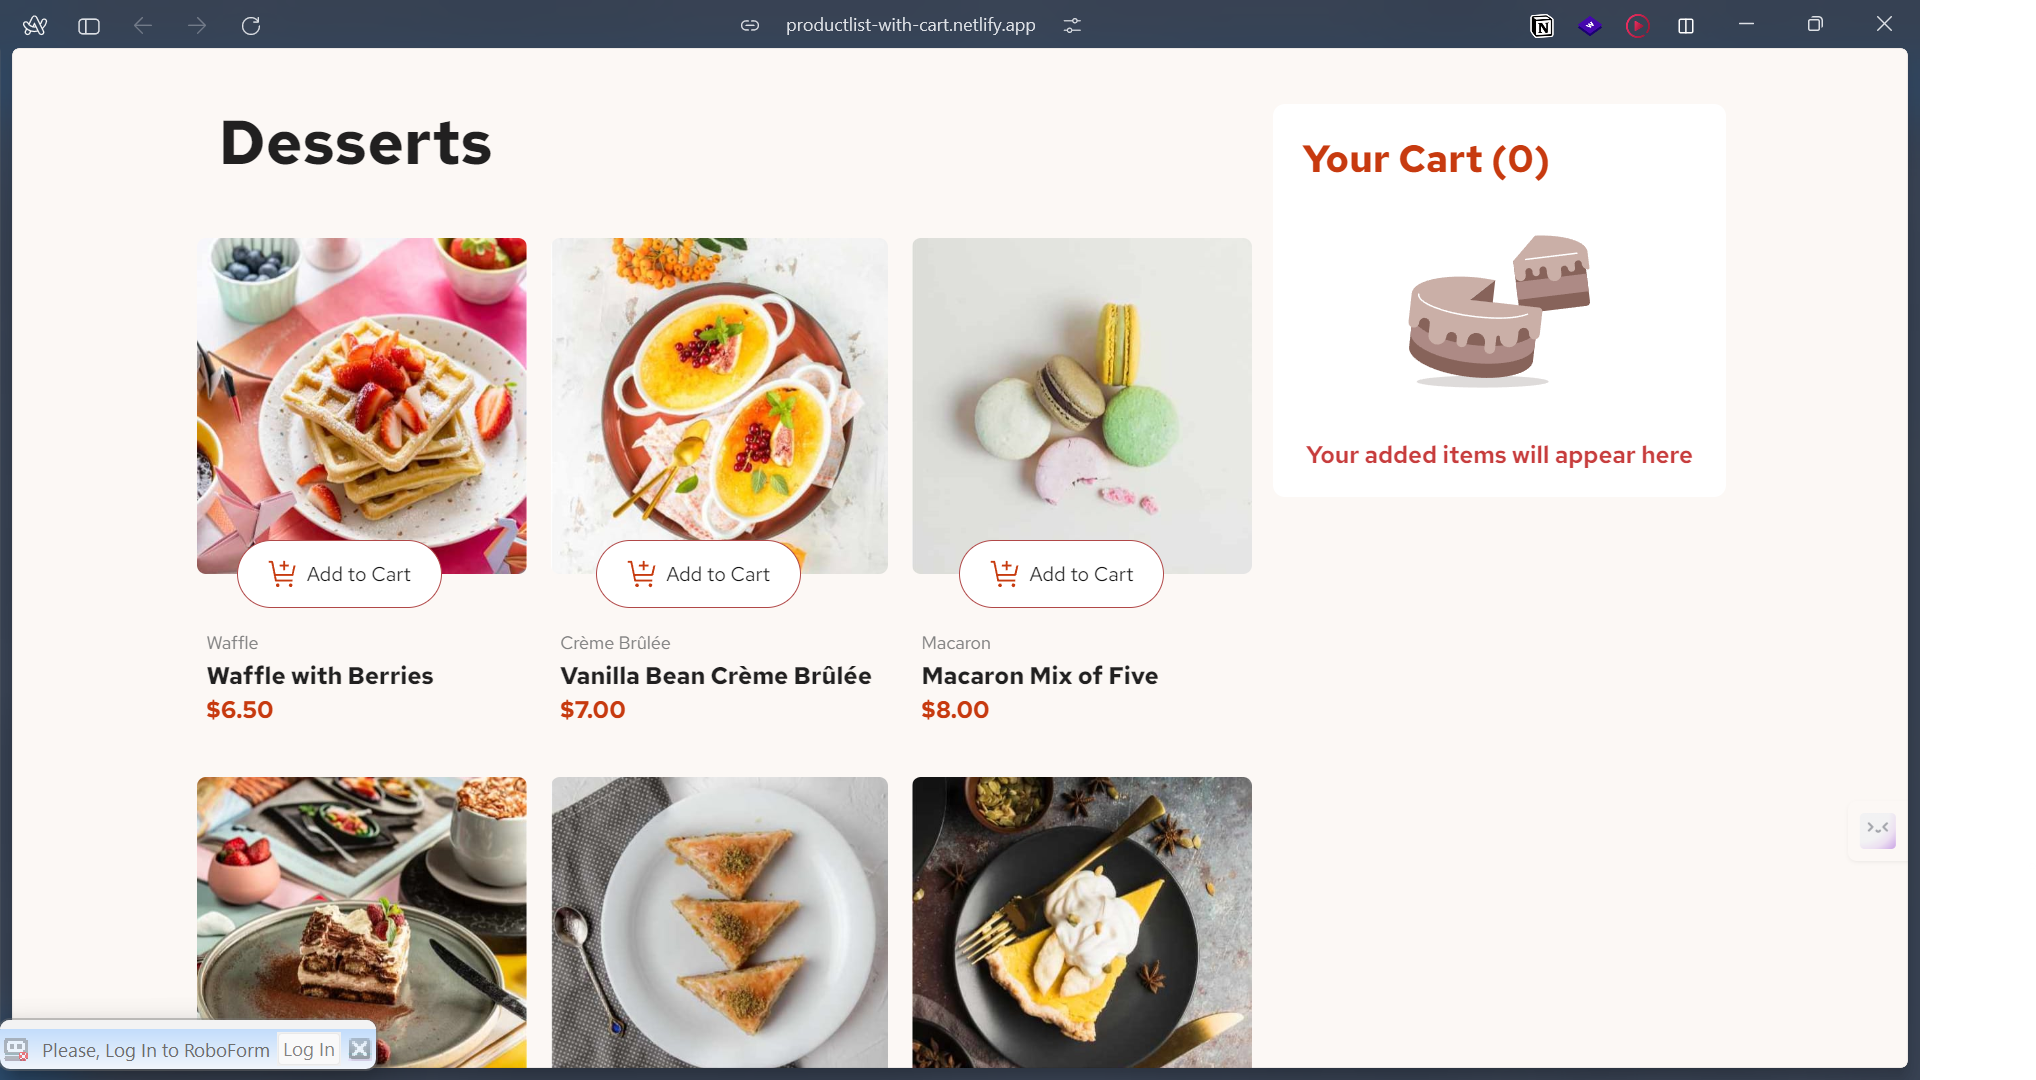 productlist-with-cart.netlify.app
Desserts
Your Cart (0)
Your added items will appear here
Add to Cart
Add to Cart
Add to Cart
Waffle
Waffle with Berries
$6.50
Crème Brûlée
Vanilla Bean Crème Brûlée
$7.00
Macaron
Macaron Mix of Five
$8.00
Please, Log In to RoboForm
Log In